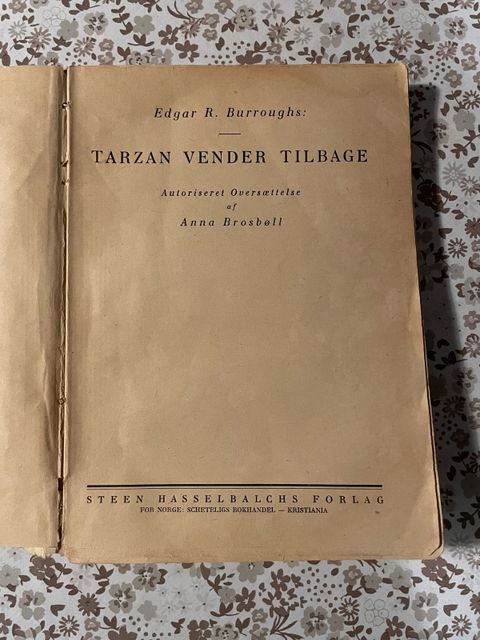 Edgar R. Burroughs:
TARZAN VENDER TILBAGE
Autoriseret Oversættelse
af
Anna Brosbøll
STEEN HASSELBALCHS FORLAG
FOR NORGE: SCHETELIGS BOKHANDEL — KRISTIANIA